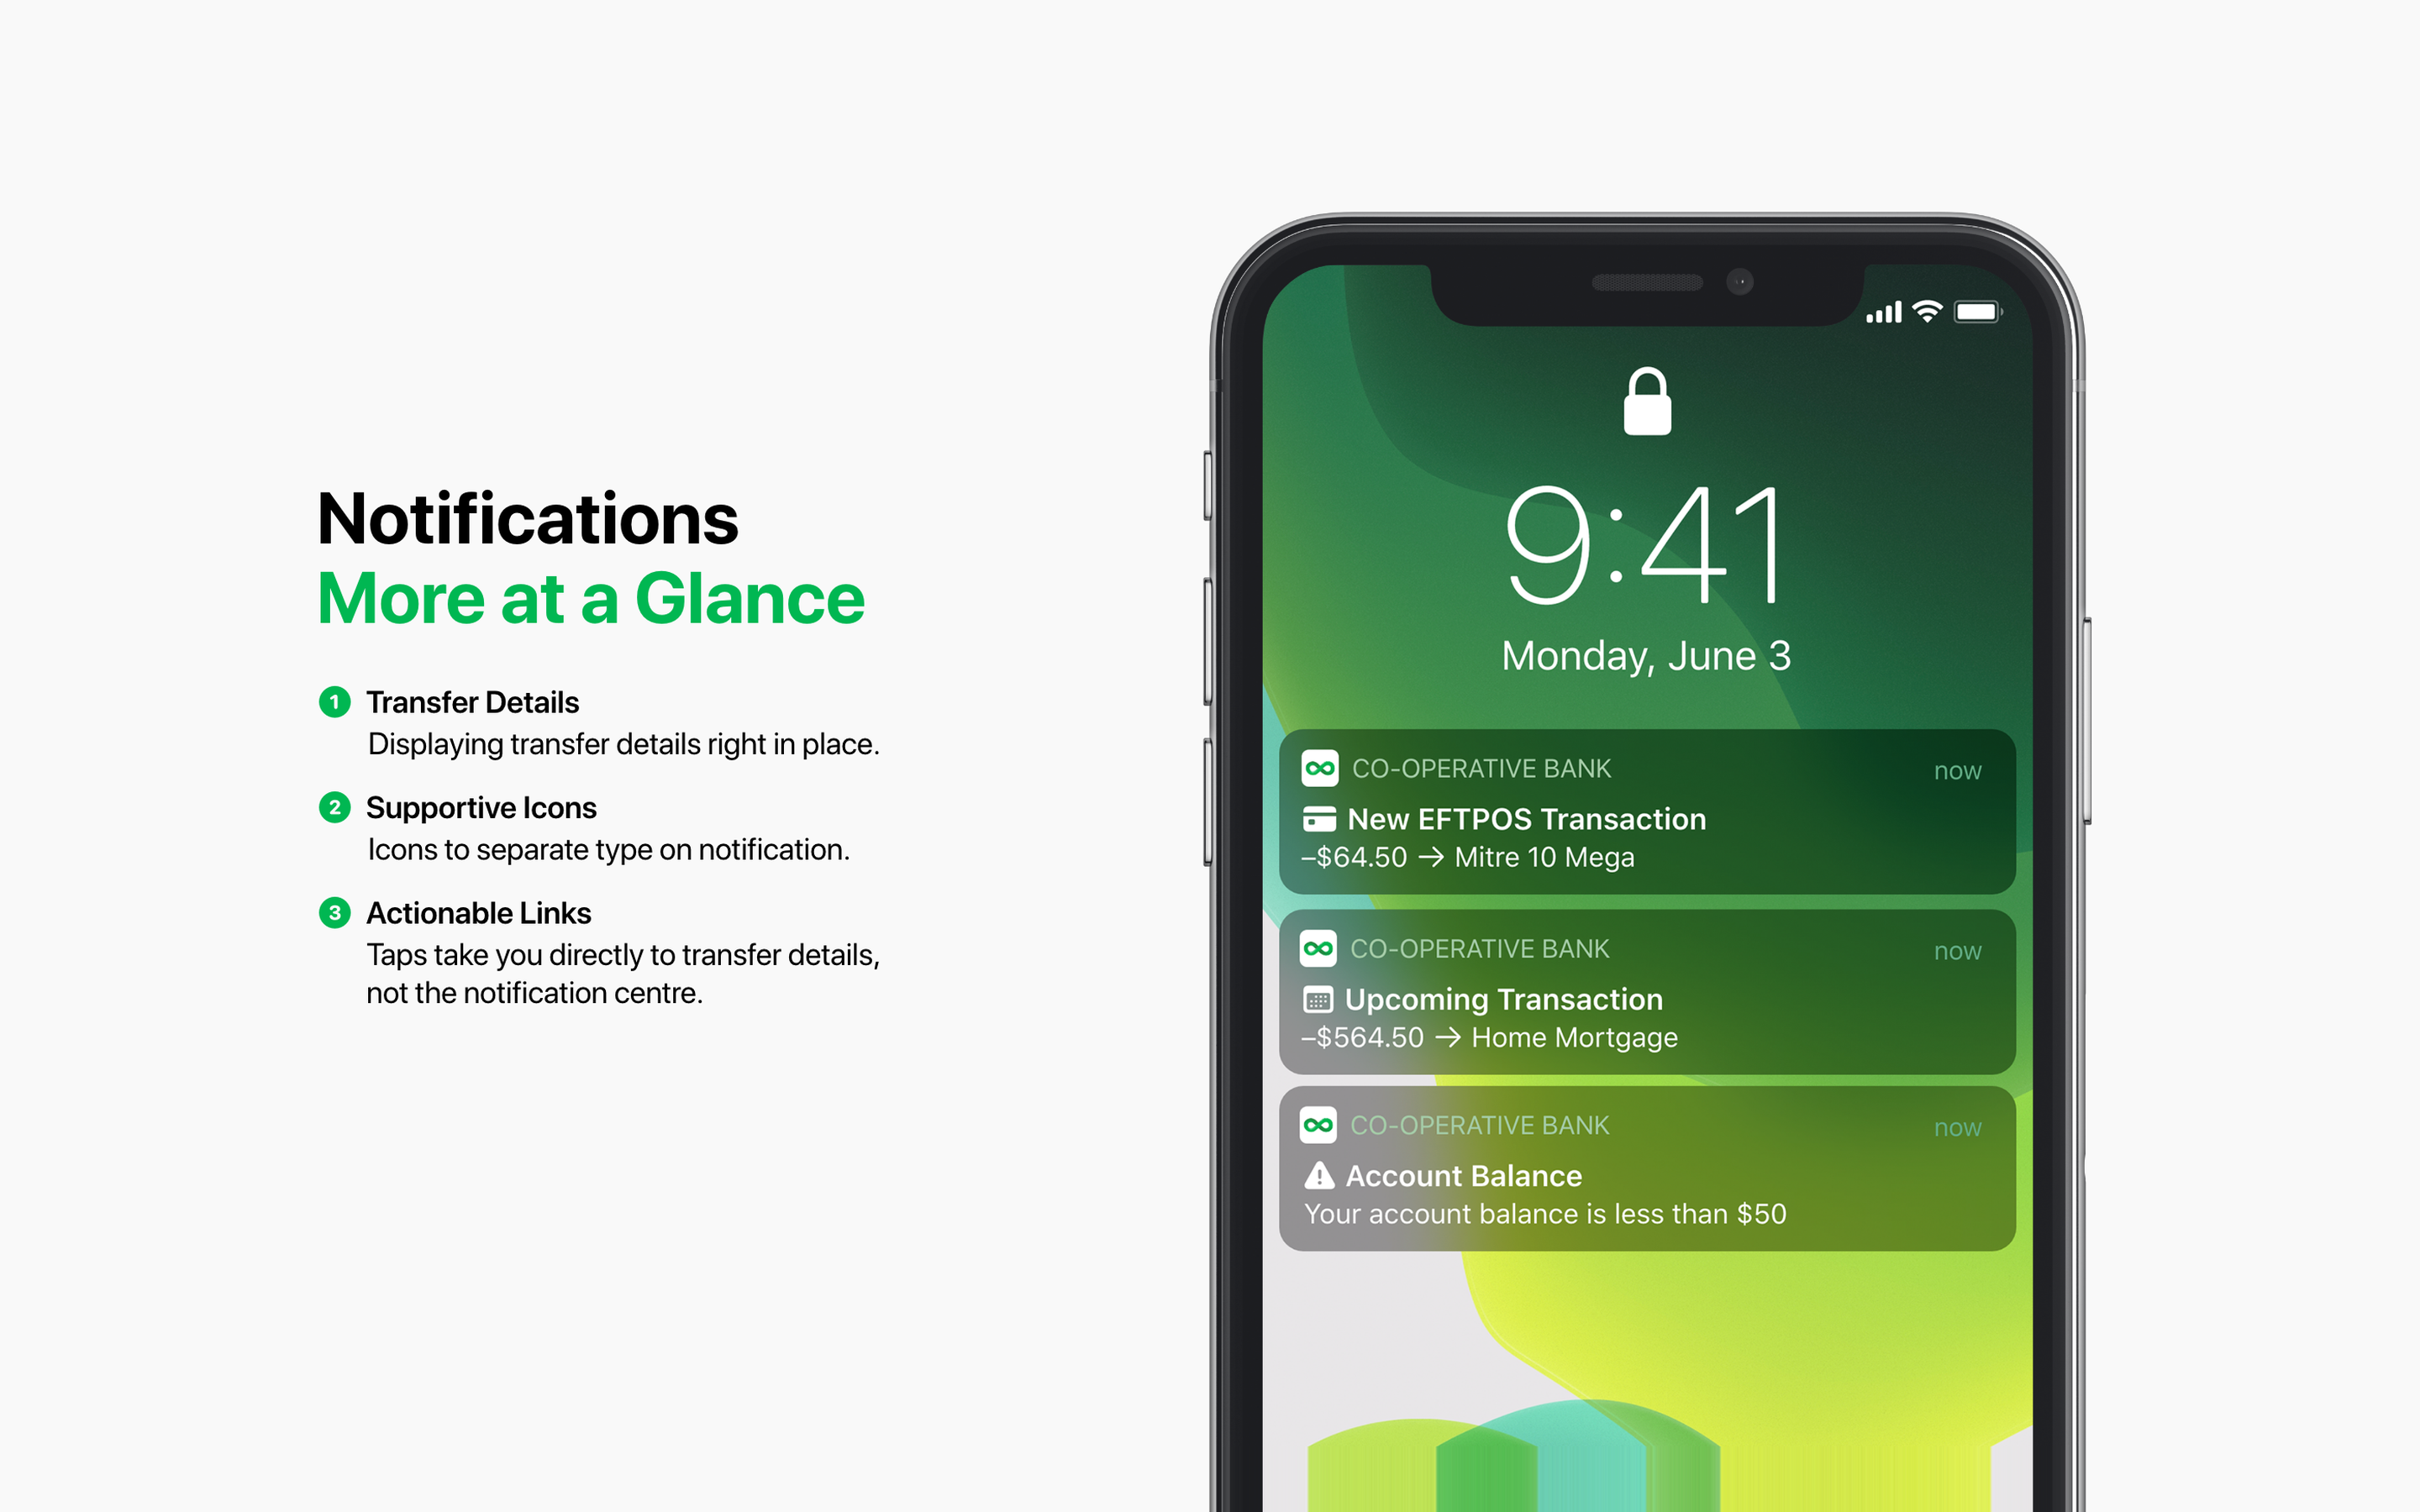 Notifications
More at a Glance
1 Transfer Details
Displaying transfer details right in place.
2 Supportive Icons
Icons to separate type on notification.
3 Actionable Links
Taps take you directly to transfer details,
not the notification centre.
9:41
Monday, June 3
CO-OPERATIVE BANK now
New EFTPOS Transaction
–$64.50 → Mitre 10 Mega
CO-OPERATIVE BANK now
Upcoming Transaction
–$564.50 → Home Mortgage
CO-OPERATIVE BANK now
Account Balance
Your account balance is less than $50